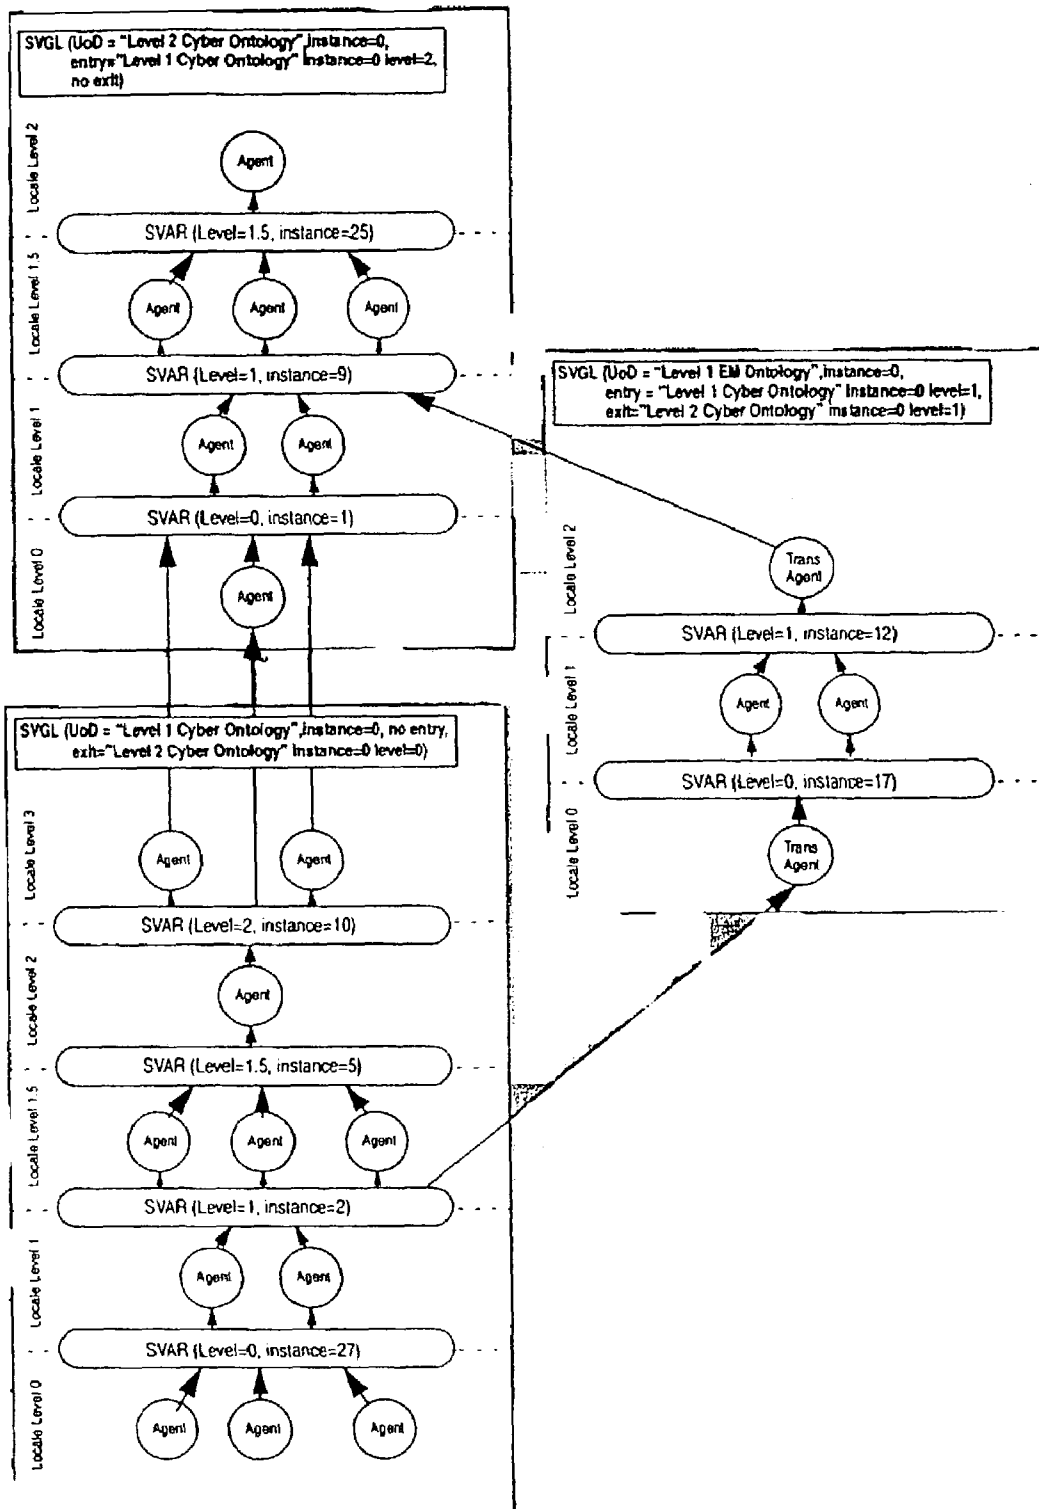 SVGL (UoD = "Level 2 Cyber Ontology",instance=0,
entry="Level 1 Cyber Ontology" instance=0 level=2,
no exit)
Locale Level 2
Agent
SVAR (Level=1.5, instance=25)
Locale Level 1.5
Agent Agent Agent
SVAR (Level=1, instance=9)
Locale Level 1
Agent Agent
SVAR (Level=0, instance=1)
Locale Level 0
Agent
SVGL (UoD = "Level 1 EM Ontology",instance=0,
entry = "Level 1 Cyber Ontology" instance=0 level=1,
exit="Level 2 Cyber Ontology" instance=0 level=1)
Locale Level 2
Trans
Agent
SVAR (Level=1, instance=12)
Locale Level 1
Agent Agent
SVAR (Level=0, instance=17)
Locale Level 0
Trans
Agent
SVGL (UoD = "Level 1 Cyber Ontology",instance=0, no entry,
exit="Level 2 Cyber Ontology" instance=0 level=0)
Locale Level 3
Agent Agent
SVAR (Level=2, instance=10)
Locale Level 2
Agent
SVAR (Level=1.5, instance=5)
Locale Level 1.5
Agent Agent Agent
SVAR (Level=1, instance=2)
Locale Level 1
Agent Agent
SVAR (Level=0, instance=27)
Locale Level 0
Agent Agent Agent